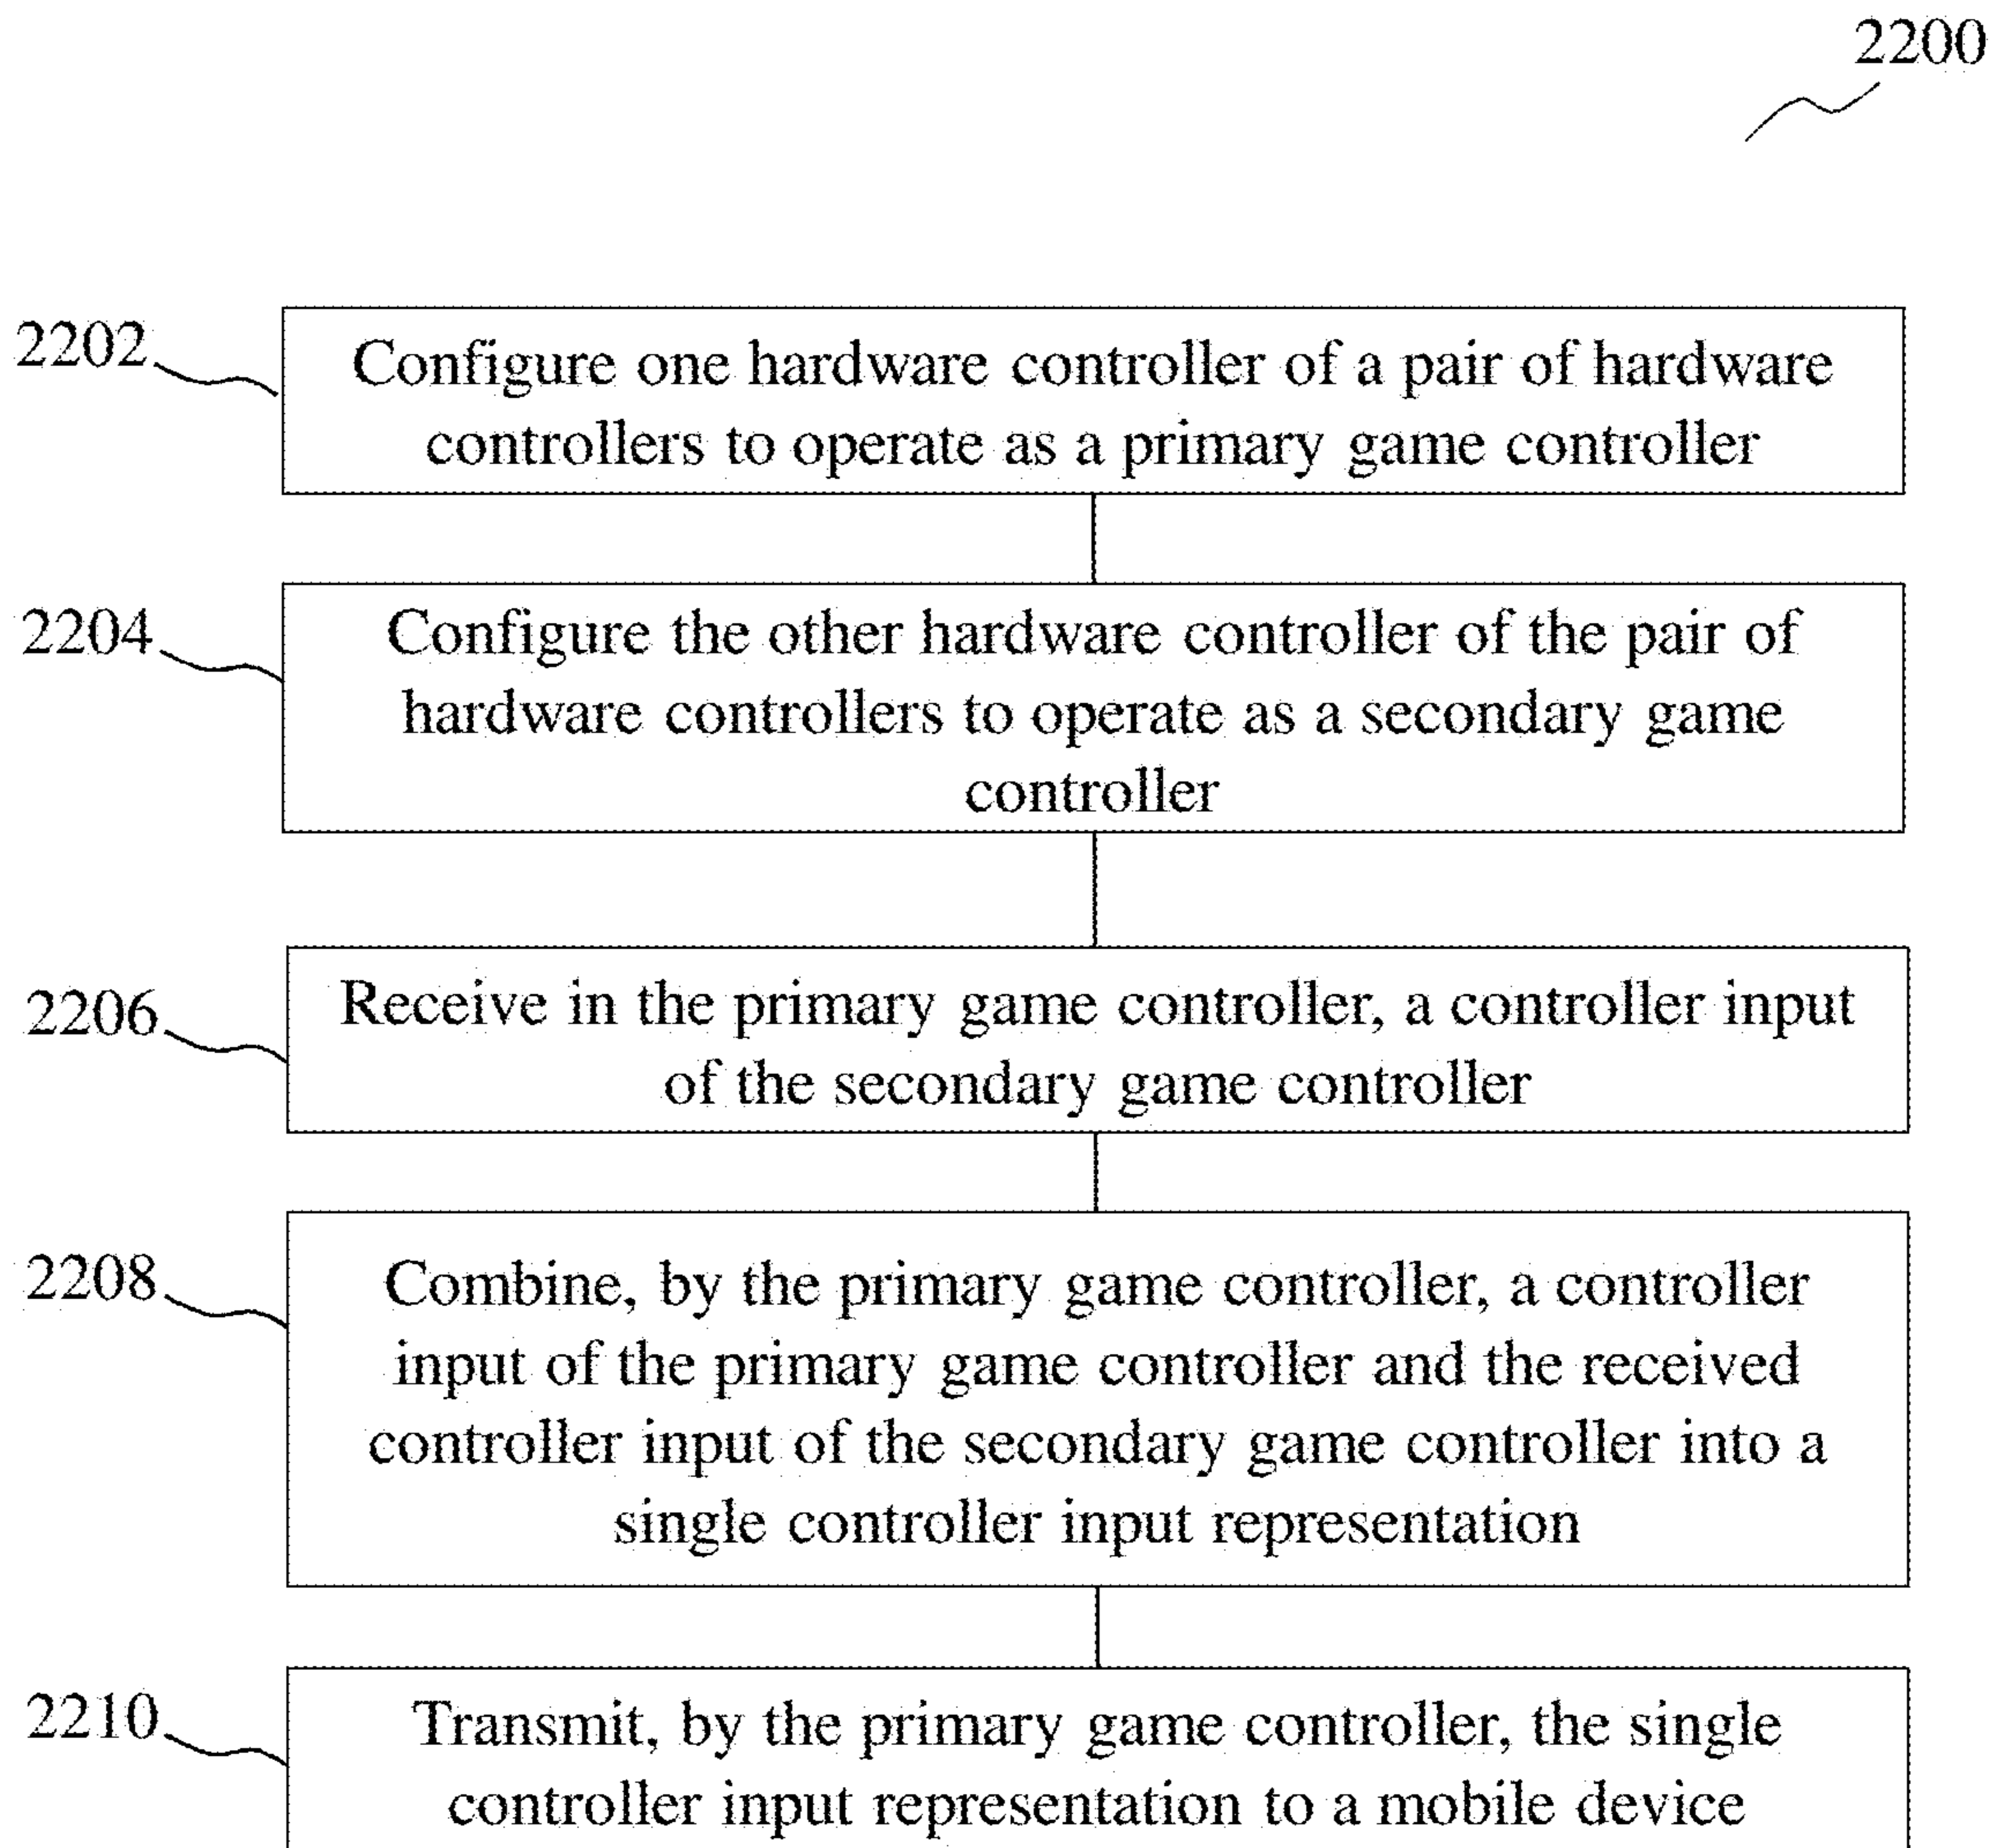 2200
2202
Configure one hardware controller of a pair of hardware
controllers to operate as a primary game controller
2204
Configure the other hardware controller of the pair of
hardware controllers to operate as a secondary game
controller
2206
Receive in the primary game controller, a controller input
of the secondary game controller
2208
Combine, by the primary game controller, a controller
input of the primary game controller and the received
controller input of the secondary game controller into a
single controller input representation
2210
Transmit, by the primary game controller, the single
controller input representation to a mobile device